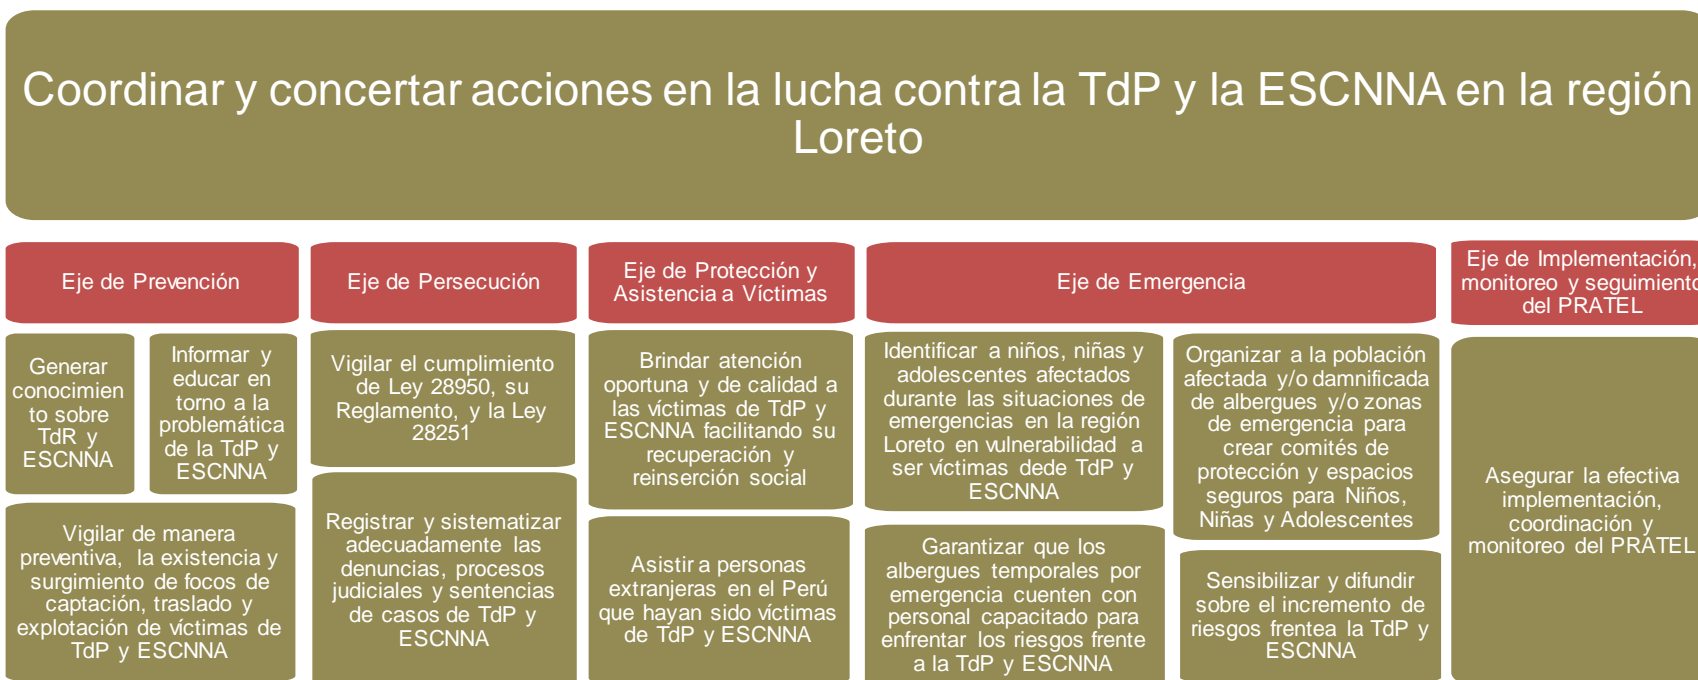 Coordinar y concertar acciones en la lucha contra la TdP y la ESCNNA en la región
Loreto
Eje de Prevención
Eje de Persecución
Eje de Protección y
Asistencia a Víctimas
Eje de Emergencia
Eje de Implementación,
monitoreo y seguimiento
del PRATEL
Generar
conocimien
to sobre
TdR y
ESCNNA
Informar y
educar en
torno a la
problemática
de la TdP y
ESCNNA
Vigilar de manera
preventiva, la existencia y
surgimiento de focos de
captación, traslado y
explotación de víctimas de
TdP y ESCNNA
Vigilar el cumplimiento
de Ley 28950, su
Reglamento, y la Ley
28251
Registrar y sistematizar
adecuadamente las
denuncias, procesos
judiciales y sentencias
de casos de TdP y
ESCNNA
Brindar atención
oportuna y de calidad a
las víctimas de TdP y
ESCNNA facilitando su
recuperación y
reinserción social
Asistir a personas
extranjeras en el Perú
que hayan sido víctimas
de TdP y ESCNNA
Identificar a niños, niñas y
adolescentes afectados
durante las situaciones de
emergencias en la región
Loreto en vulnerabilidad a
ser víctimas dede TdP y
ESCNNA
Garantizar que los
albergues temporales por
emergencia cuenten con
personal capacitado para
enfrentar los riesgos frente
a la TdP y ESCNNA
Organizar a la población
afectada y/o damnificada
de albergues y/o zonas
de emergencia para
crear comités de
protección y espacios
seguros para Niños,
Niñas y Adolescentes
Sensibilizar y difundir
sobre el incremento de
riesgos frentea la TdP y
ESCNNA
Asegurar la efectiva
implementación,
coordinación y
monitoreo del PRATEL